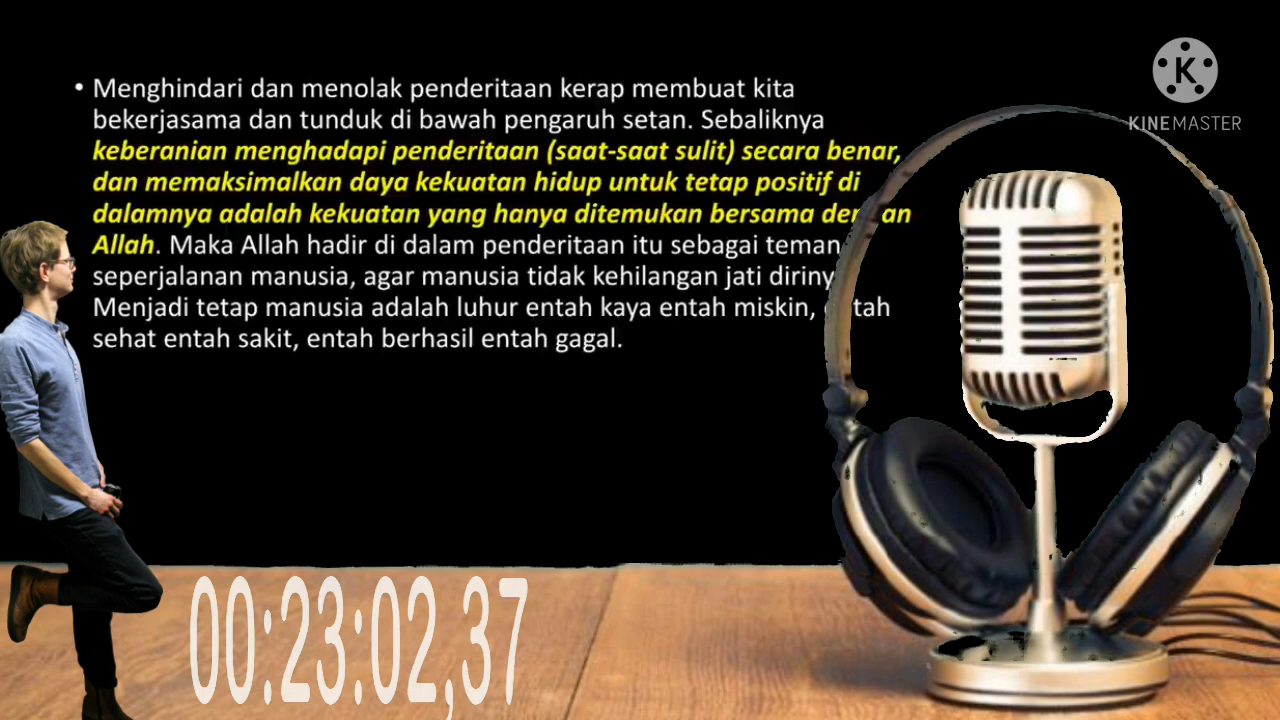 • Menghindari dan menolak penderitaan kerap membuat kita
bekerjasama dan tunduk di bawah pengaruh setan. Sebaliknya
keberanian menghadapi penderitaan (saat-saat sulit) secara benar,
dan memaksimalkan daya kekuatan hidup untuk tetap positif di
dalamnya adalah kekuatan yang hanya ditemukan bersama dengan
Allah. Maka Allah hadir di dalam penderitaan itu sebagai teman
seperjalanan manusia, agar manusia tidak kehilangan jati diriny
Menjadi tetap manusia adalah luhur entah kaya entah miskin, entah
sehat entah sakit, entah berhasil entah gagal.
K
KINEMASTER
00:23:02,37